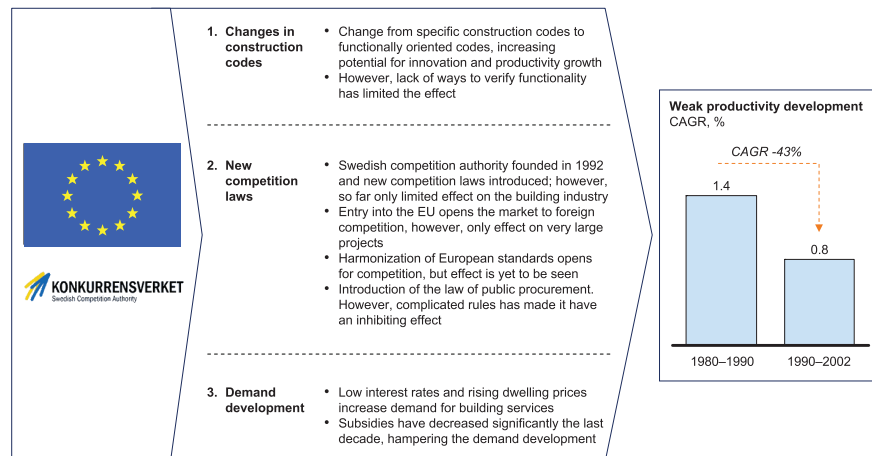 1. Changes in
construction
codes
• Change from specific construction codes to
functionally oriented codes, increasing
potential for innovation and productivity growth
• However, lack of ways to verify functionality
has limited the effect
2. New
competition
laws
• Swedish competition authority founded in 1992
and new competition laws introduced; however,
so far only limited effect on the building industry
• Entry into the EU opens the market to foreign
competition, however, only effect on very large
projects
• Harmonization of European standards opens
for competition, but effect is yet to be seen
• Introduction of the law of public procurement.
However, complicated rules has made it have
an inhibiting effect
3. Demand
development
• Low interest rates and rising dwelling prices
increase demand for building services
• Subsidies have decreased significantly the last
decade, hampering the demand development
KONKURRENSVERKET
Swedish Competition Authority
Weak productivity development
CAGR, %
CAGR -43%
1.4
0.8
1980–1990
1990–2002